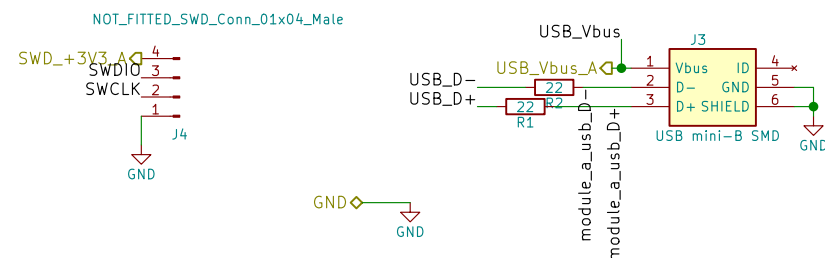 NOT_FITTED_SWD_Conn_01x04_Male
SWD_+3V3_A
4
SWDIO
3
SWCLK
2
1
J4
GND
GND
GND
USB_Vbus
J3
USB_Vbus_A
1
Vbus
ID
4
USB_D-
22
2
D-
GND
5
R2
USB_D+
22
3
D+
SHIELD
6
R1
USB mini-B SMD
GND
module_a_usb_D-
module_a_usb_D+